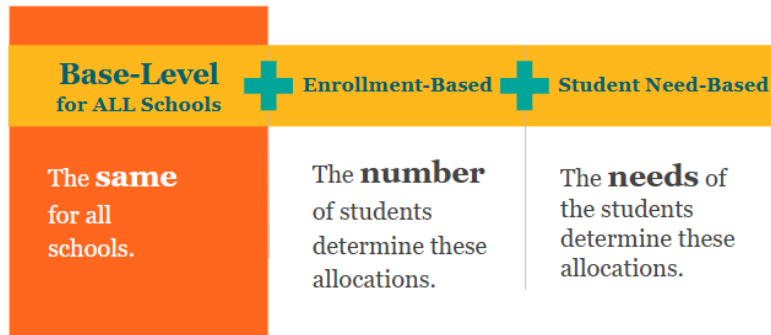 Base-Level
for ALL Schools
Enrollment-Based
Student Need-Based
The same
for all
schools.
The number
of students
determine these
allocations.
The needs of
the students
determine these
allocations.